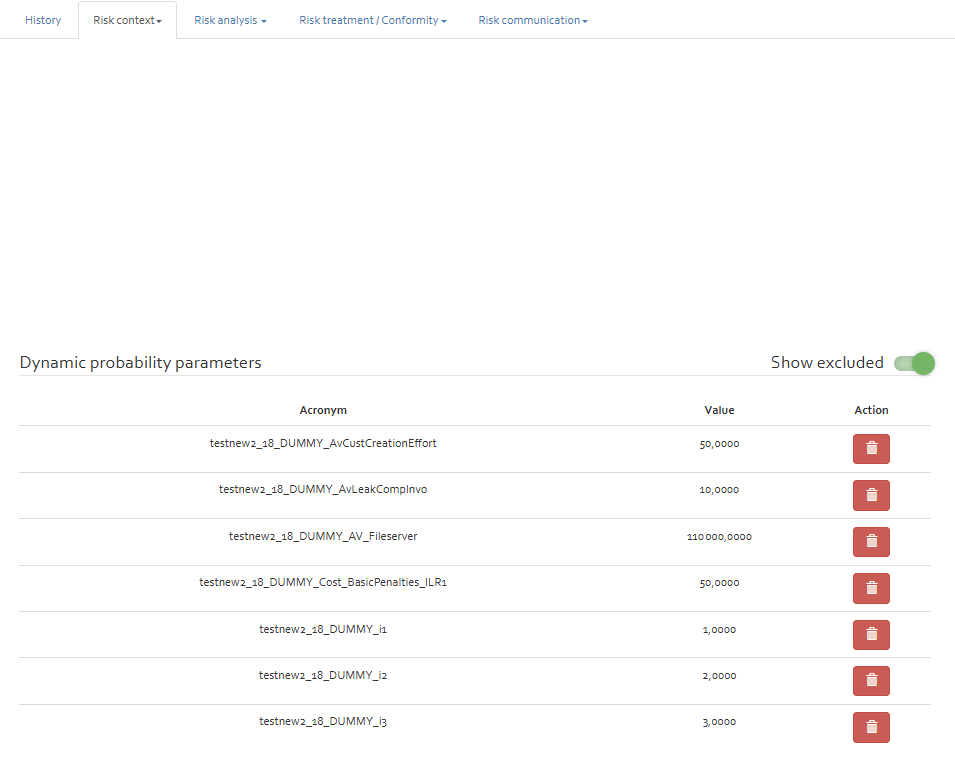 History Risk context Risk analysis Risk treatment / Conformity Risk communication
Dynamic probability parameters Show excluded
Acronym Value Action
testnew2_18_DUMMY_AvCustCreationEffort 50,0000
testnew2_18_DUMMY_AvLeakCompInvo 10,0000
testnew2_18_DUMMY_AV_Fileserver 110 000,0000
testnew2_18_DUMMY_Cost_BasicPenalties_ILR1 50,0000
testnew2_18_DUMMY_i1 1,0000
testnew2_18_DUMMY_i2 2,0000
testnew2_18_DUMMY_i3 3,0000